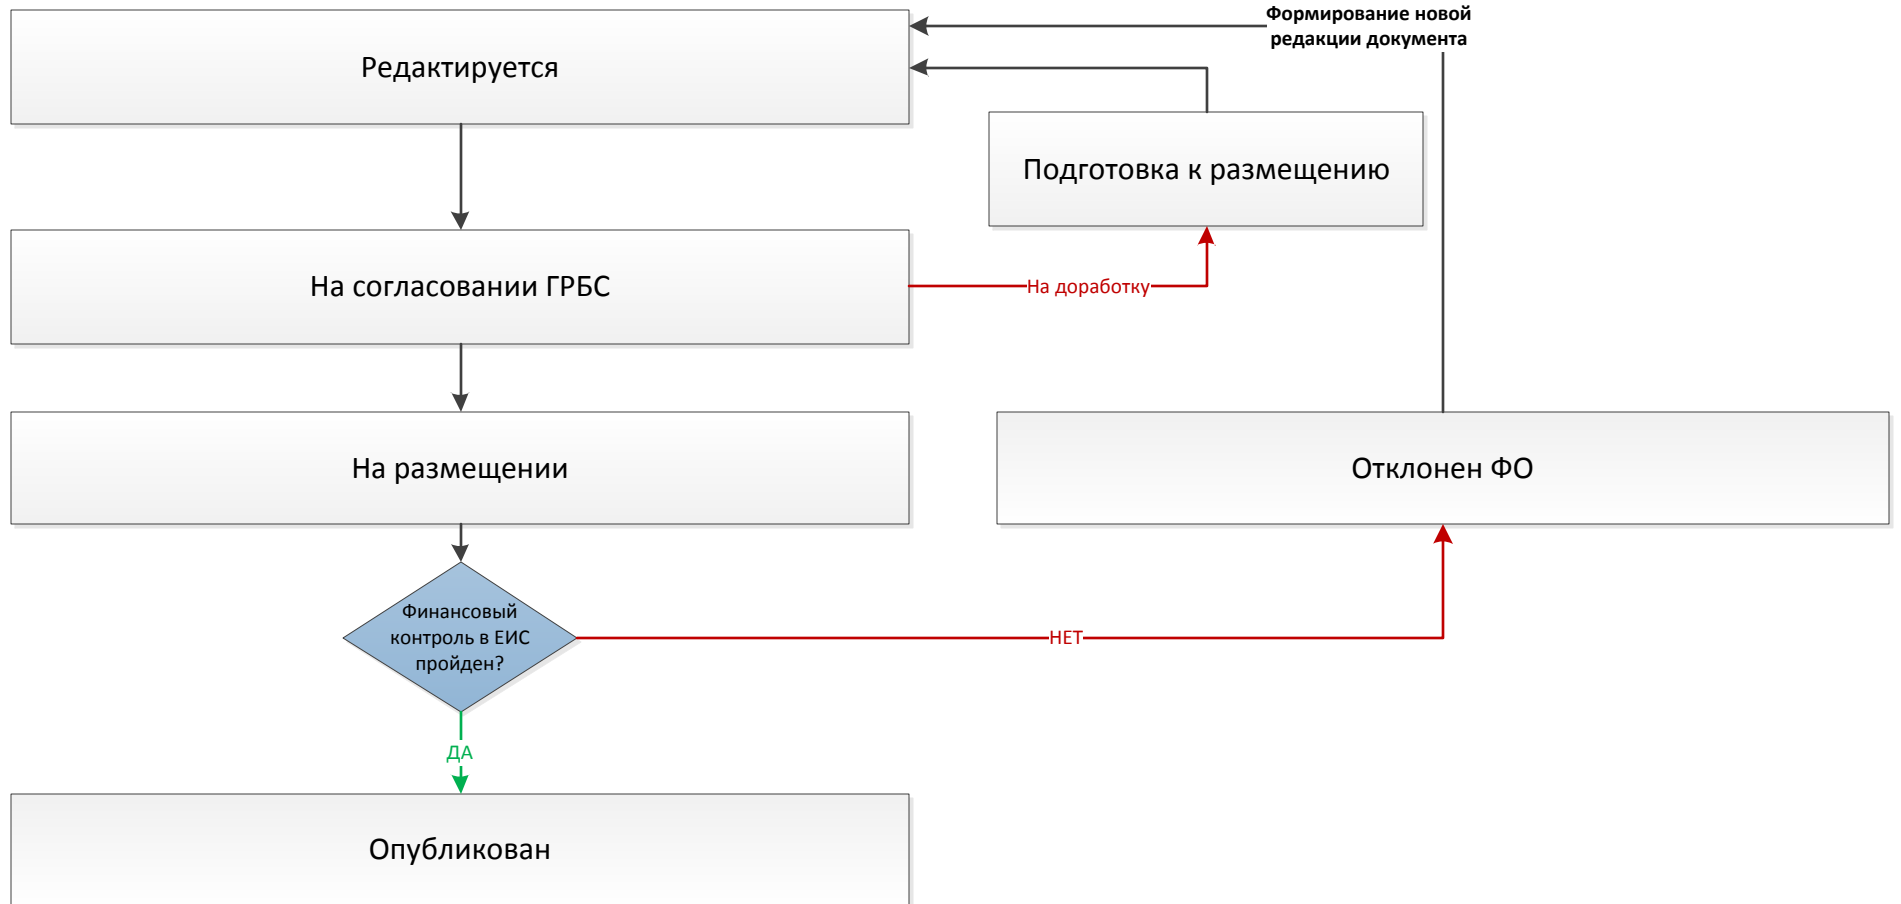 Формирование новой
редакции документа
Редактируется
Подготовка к размещению
На согласовании ГРБС
На доработку
На размещении
Отклонен ФО
Финансовый
контроль в ЕИС
пройден?
НЕТ
ДА
Опубликован